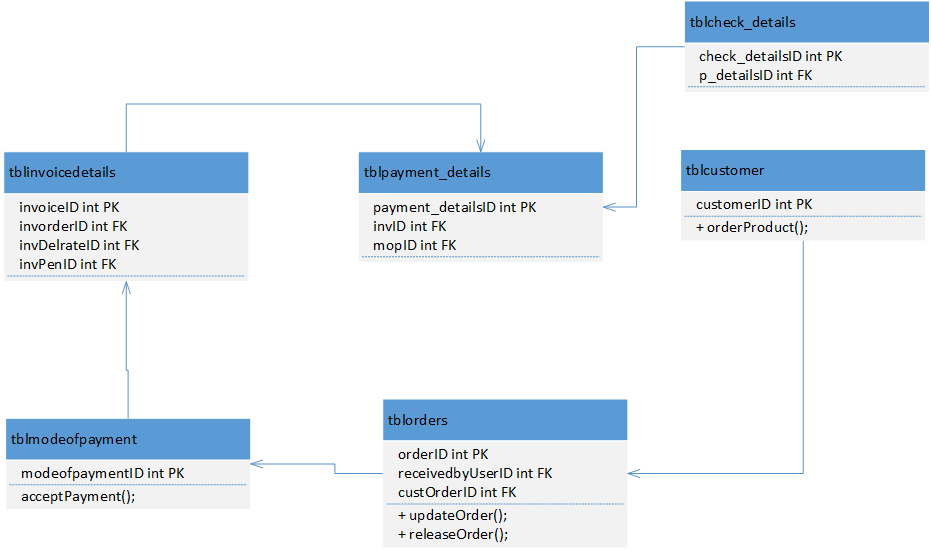 tblcheck_details
check_detailsID int PK
p_detailsID int FK
tblinvoicedetails
invoiceID int PK
invorderID int FK
invDelrateID int FK
invPenID int FK
tblpayment_details
payment_detailsID int PK
invID int FK
mopID int FK
tblcustomer
customerID int PK
+ orderProduct();
tblmodeofpayment
modeofpaymentID int PK
acceptPayment();
tblorders
orderID int PK
receivedbyUserID int FK
custOrderID int FK
+ updateOrder();
+ releaseOrder();